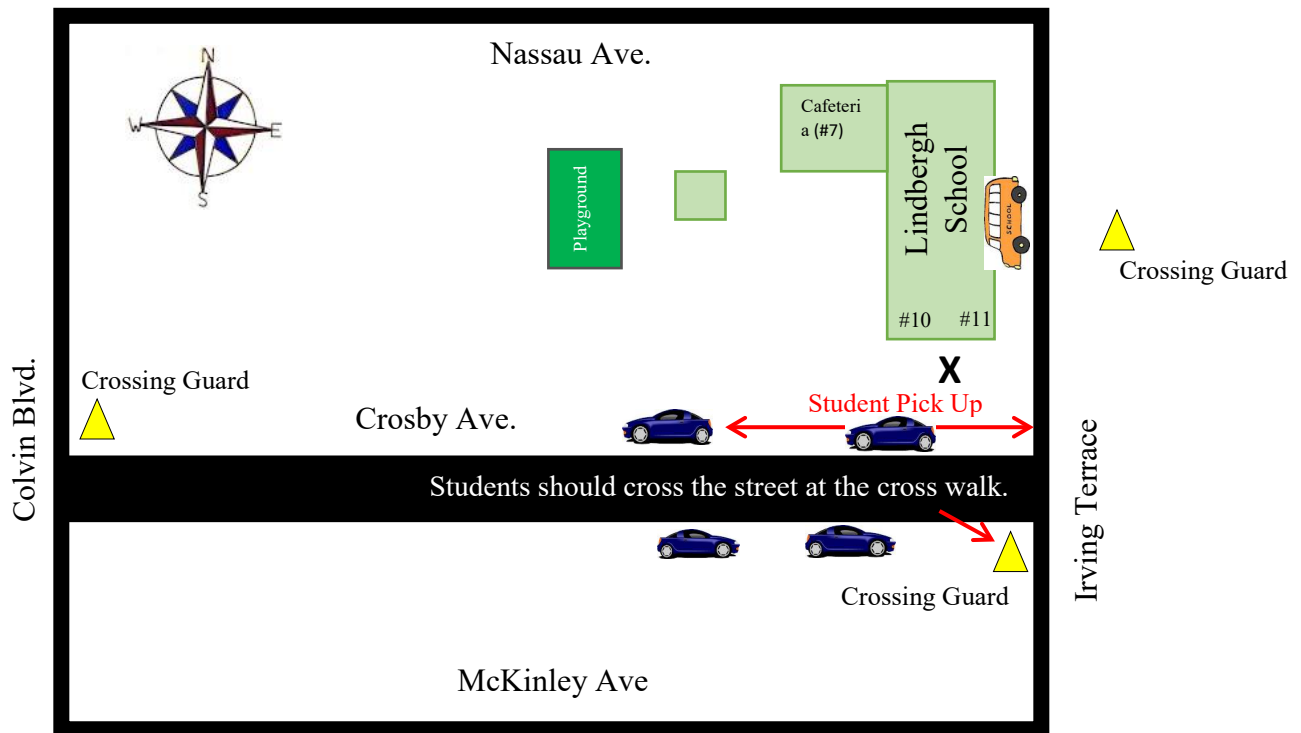 Nassau Ave.
N
W
E
S
Cafeteri
a (#7)
Lindbergh
School
Playground
SCHOOL
Crossing Guard
#10
#11
X
Colvin Blvd.
Crossing Guard
Student Pick Up
Crosby Ave.
Students should cross the street at the cross walk.
Irving Terrace
Crossing Guard
McKinley Ave